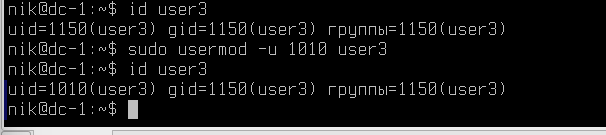 nik@dc-1:~$ id user3
uid=1150(user3) gid=1150(user3) группы=1150(user3)
nik@dc-1:~$ sudo usermod -u 1010 user3
nik@dc-1:~$ id user3
uid=1010(user3) gid=1150(user3) группы=1150(user3)
nik@dc-1:~$